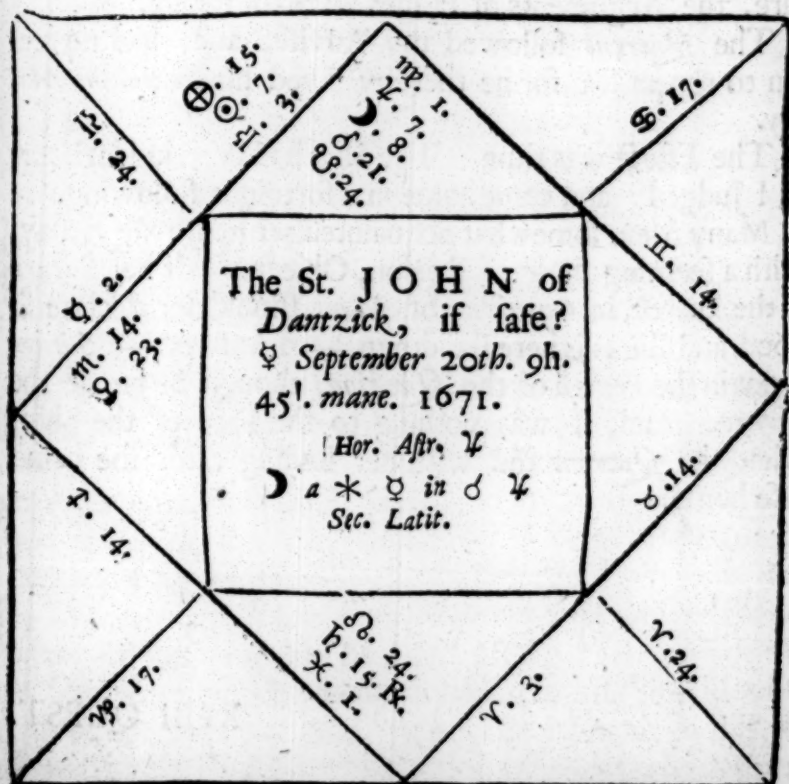 ⊗. 15.
☉. 7.
♎. 3.
♍. 1.
♃. 7.
☽. 8.
♂. 21.
☋. 24.
♋. 17.
♎. 24.
♊. 14.
☿. 2.
♏. 14.
♀. 23.
The St. JOHN of
Dantzick, if ſafe?
☿ September 20th. 9h.
45'. mane. 1671.
Hor. Aſtr. ♃
☽ a ⚹ ☿ in ☌ ♃
Sec. Latit.
♉. 14.
♐. 14.
♑. 17.
☊. 24.
♄. 15. ℞.
♓. 1.
♈. 3.
♈. 24.